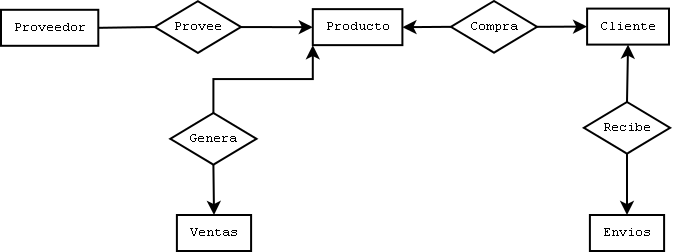 Proveedor
Provee
Producto
Compra
Cliente
Genera
Recibe
Ventas
Envios